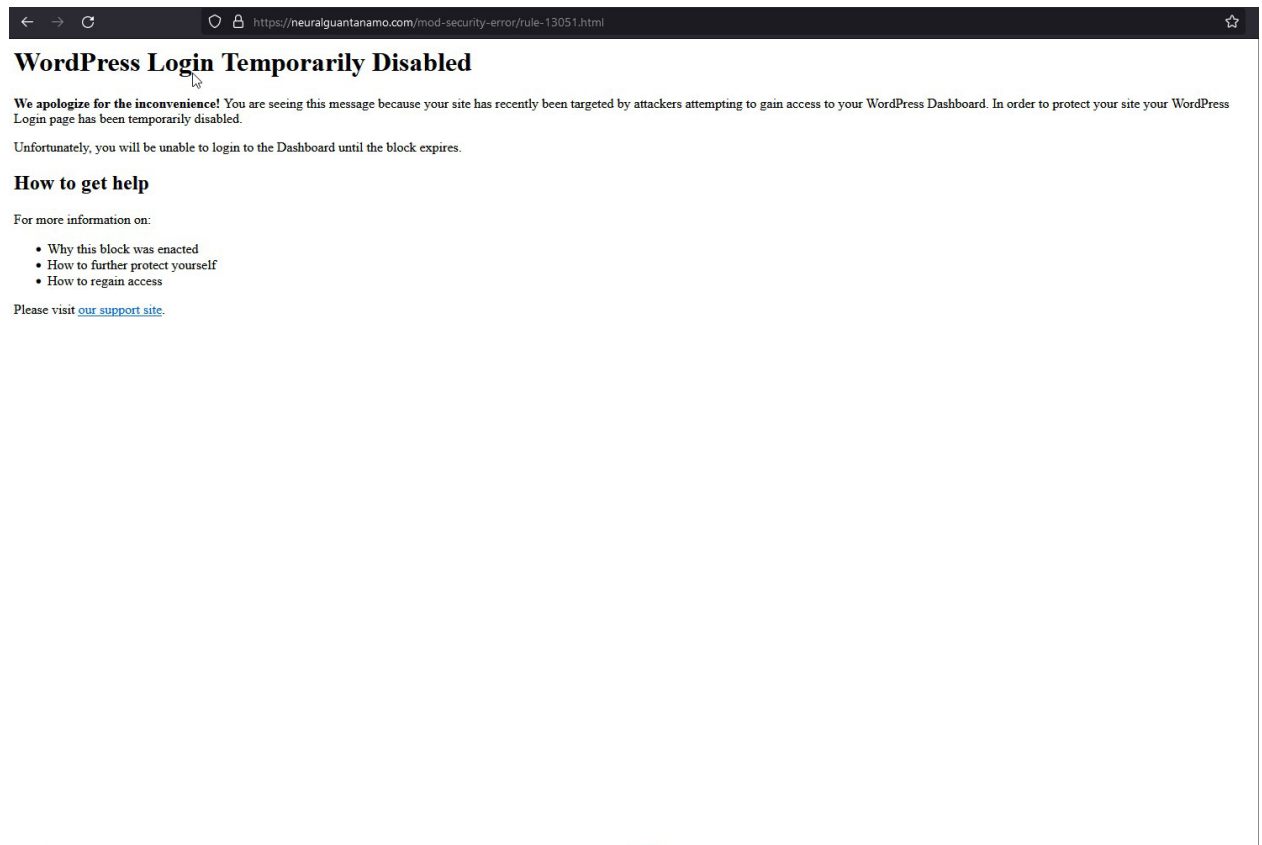 https://neuralguantanamo.com/mod-security-error/rule-13051.html
WordPress Login Temporarily Disabled
We apologize for the inconvenience! You are seeing this message because your site has recently been targeted by attackers attempting to gain access to your WordPress Dashboard. In order to protect your site your WordPress
Login page has been temporarily disabled.
Unfortunately, you will be unable to login to the Dashboard until the block expires.
How to get help
For more information on:
• Why this block was enacted
• How to further protect yourself
• How to regain access
Please visit our support site.